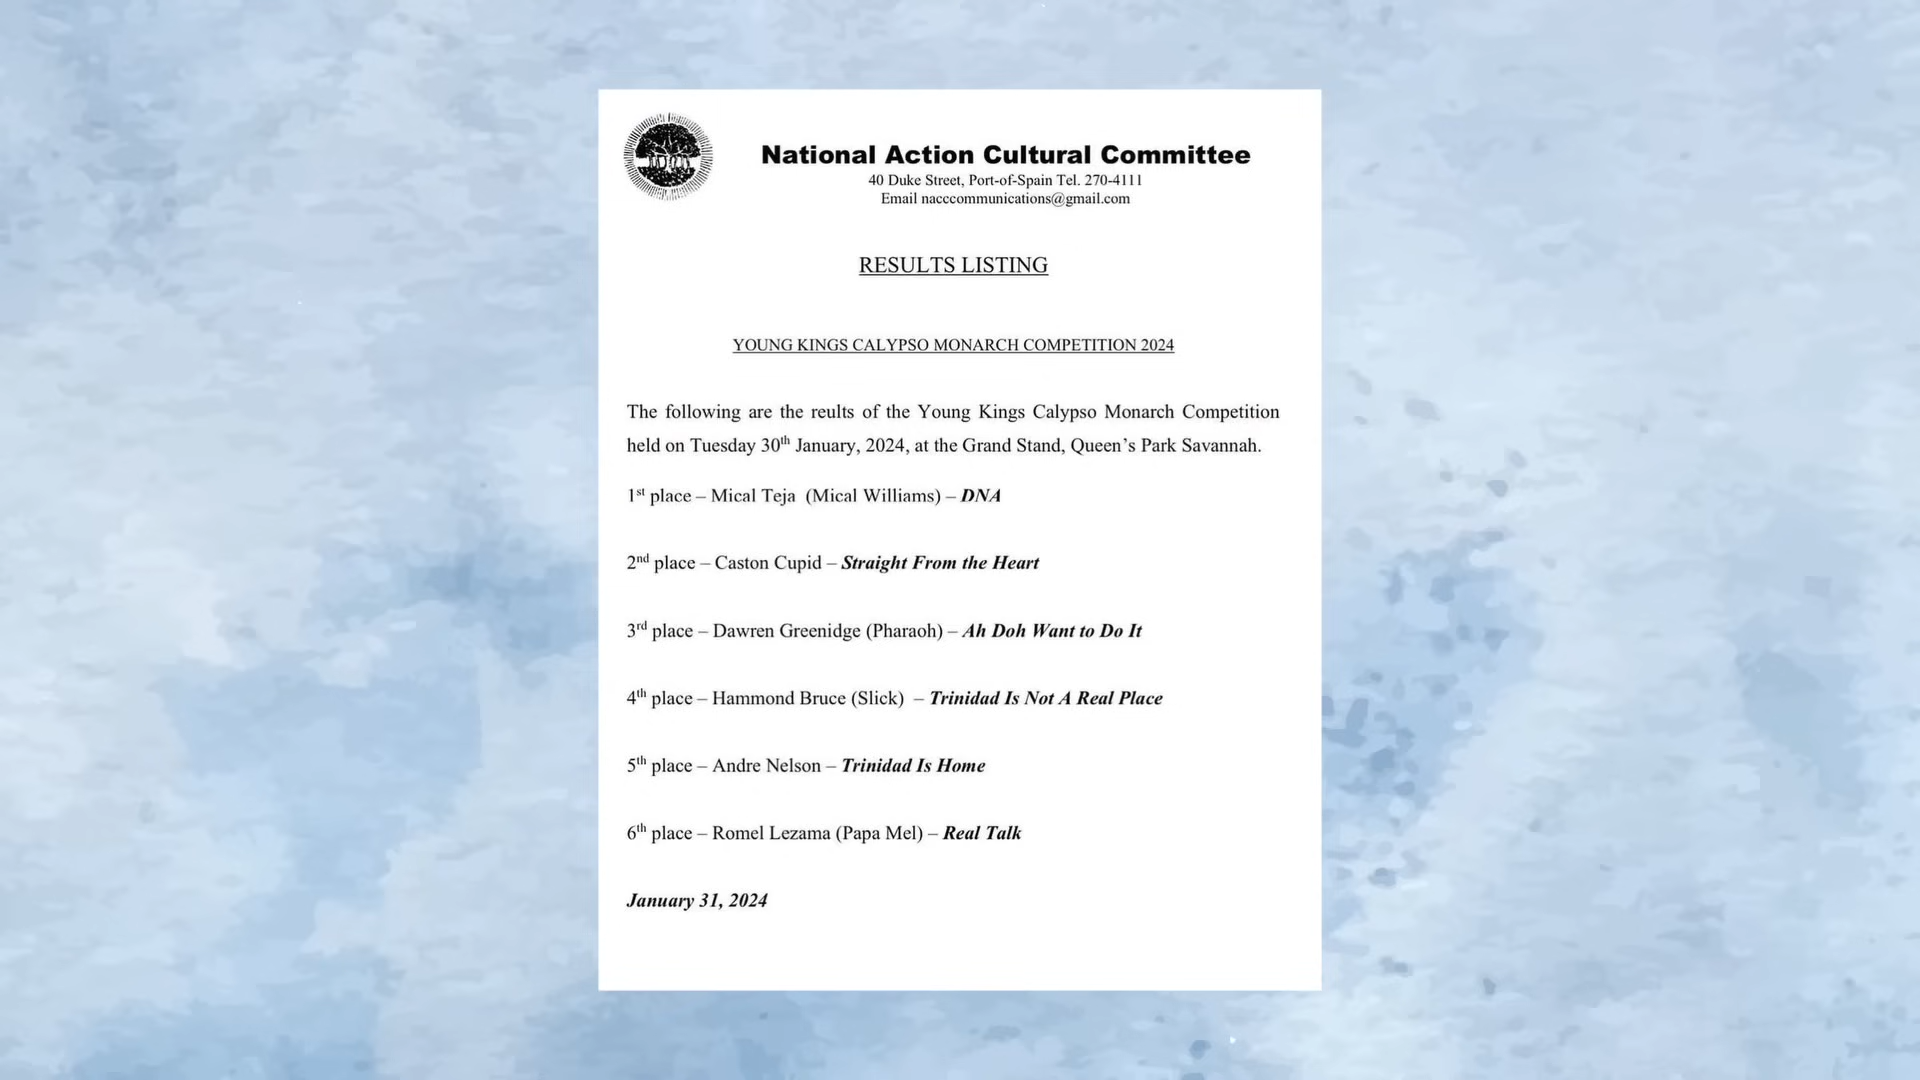 National Action Cultural Committee
40 Duke Street, Port-of-Spain Tel. 270-4111
Email nacccommunications@gmail.com
RESULTS LISTING
YOUNG KINGS CALYPSO MONARCH COMPETITION 2024
The following are the reults of the Young Kings Calypso Monarch Competition
held on Tuesday 30th January, 2024, at the Grand Stand, Queen’s Park Savannah.
1st place – Mical Teja (Mical Williams) – DNA
2nd place – Caston Cupid – Straight From the Heart
3rd place – Dawren Greenidge (Pharaoh) – Ah Doh Want to Do It
4th place – Hammond Bruce (Slick) – Trinidad Is Not A Real Place
5th place – Andre Nelson – Trinidad Is Home
6th place – Romel Lezama (Papa Mel) – Real Talk
January 31, 2024